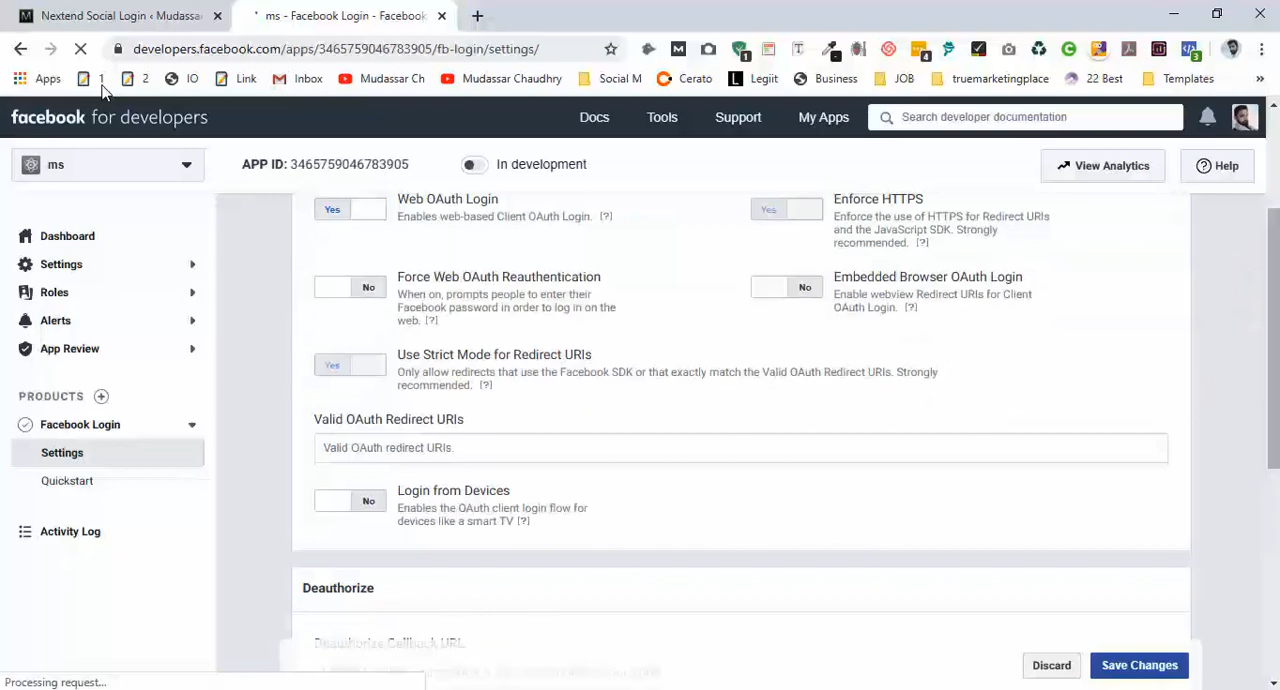 Nextend Social Login ‹ Mudassar
ms - Facebook Login - Facebook
developers.facebook.com/apps/3465759046783905/fb-login/settings/
Apps 1 2 IO Link Inbox Mudassar Ch Mudassar Chaudhry Social M Cerato Legiit Business JOB truemarketplace 22 Best Templates »
facebook for developers Docs Tools Support My Apps Search developer documentation
ms APP ID: 3465759046783905 In development View Analytics Help
Dashboard
Settings
Roles
Alerts
App Review
PRODUCTS
Facebook Login
Settings
Quickstart
Activity Log
Yes Web OAuth Login
Enables web-based Client OAuth Login. [?]
Yes Enforce HTTPS
Enforce the use of HTTPS for Redirect URIs
and the JavaScript SDK. Strongly
recommended. [?]
No Force Web OAuth Reauthentication
When on, prompts people to enter their
Facebook password in order to log in on the
web. [?]
No Embedded Browser OAuth Login
Enable webview Redirect URIs for Client
OAuth Login. [?]
Yes Use Strict Mode for Redirect URIs
Only allow redirects that use the Facebook SDK or that exactly match the Valid OAuth Redirect URIs. Strongly
recommended. [?]
Valid OAuth Redirect URIs
Valid OAuth redirect URIs.
No Login from Devices
Enables the OAuth client login flow for
devices like a smart TV [?]
Deauthorize
Deauthorize Callback URL
Discard Save Changes
Processing request...